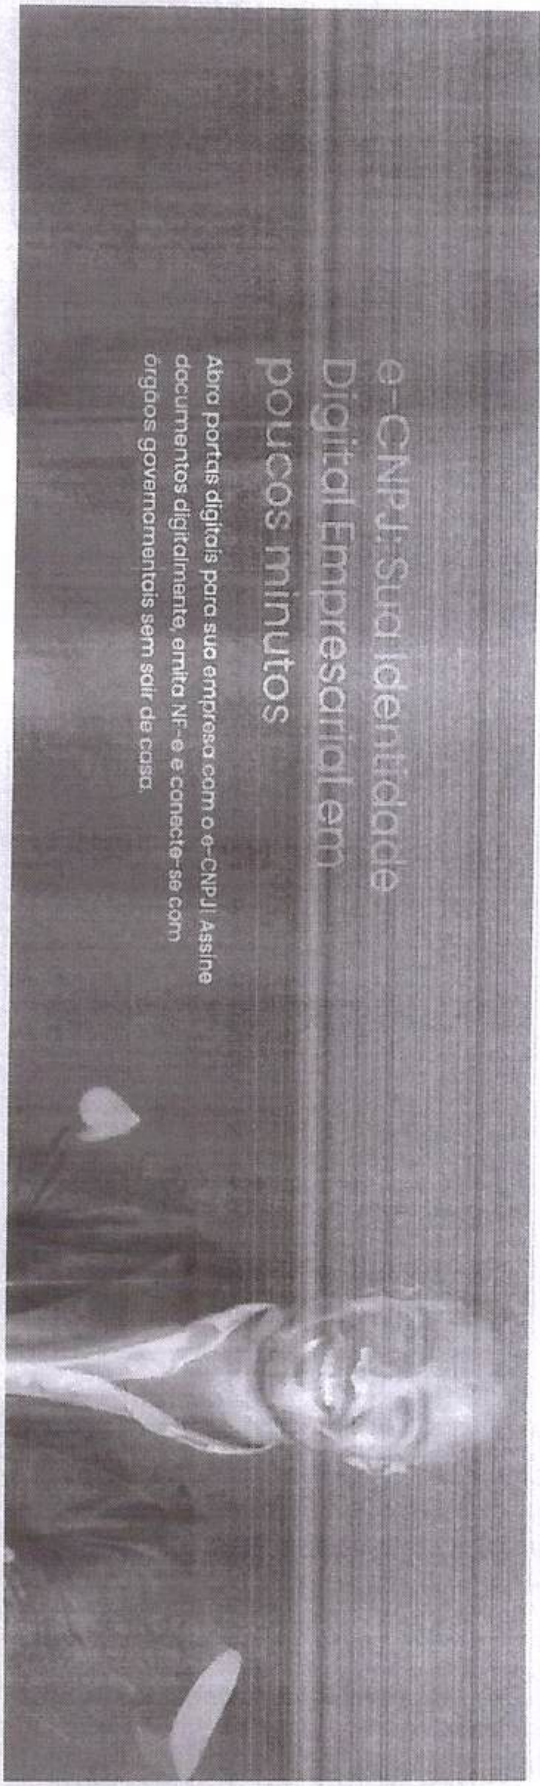 e-CNPJ: Sua Identidade
Digital Empresarial em
poucos minutos
Abra portas digitais para sua empresa com o e-CNPJ! Assine
documentos digitalmente, emita NF-e e conecte-se com
órgãos governamentais sem sair de casa.